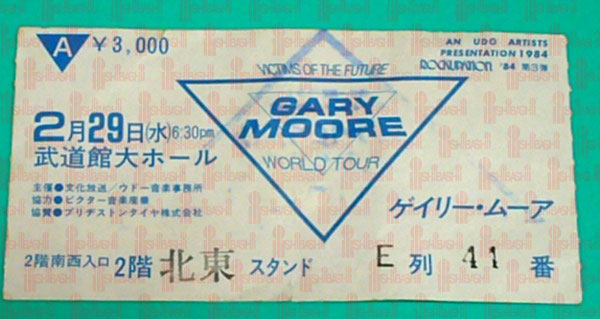 A ¥3,000
AN UDO ARTISTS
PRESENTATION 1984
ROCKUPATION '84 第3弾
VICTIMS OF THE FUTURE
GARY
MOORE
WORLD TOUR
2月29日(水)6:30pm
武道館大ホール
主催●文化放送/ウドー音楽事務所
協力●ビクター音楽産業
協賛●ブリヂストンタイヤ株式会社
ゲイリー・ムーア
2階南西入口 2階 北東 スタンド E 列 41 番